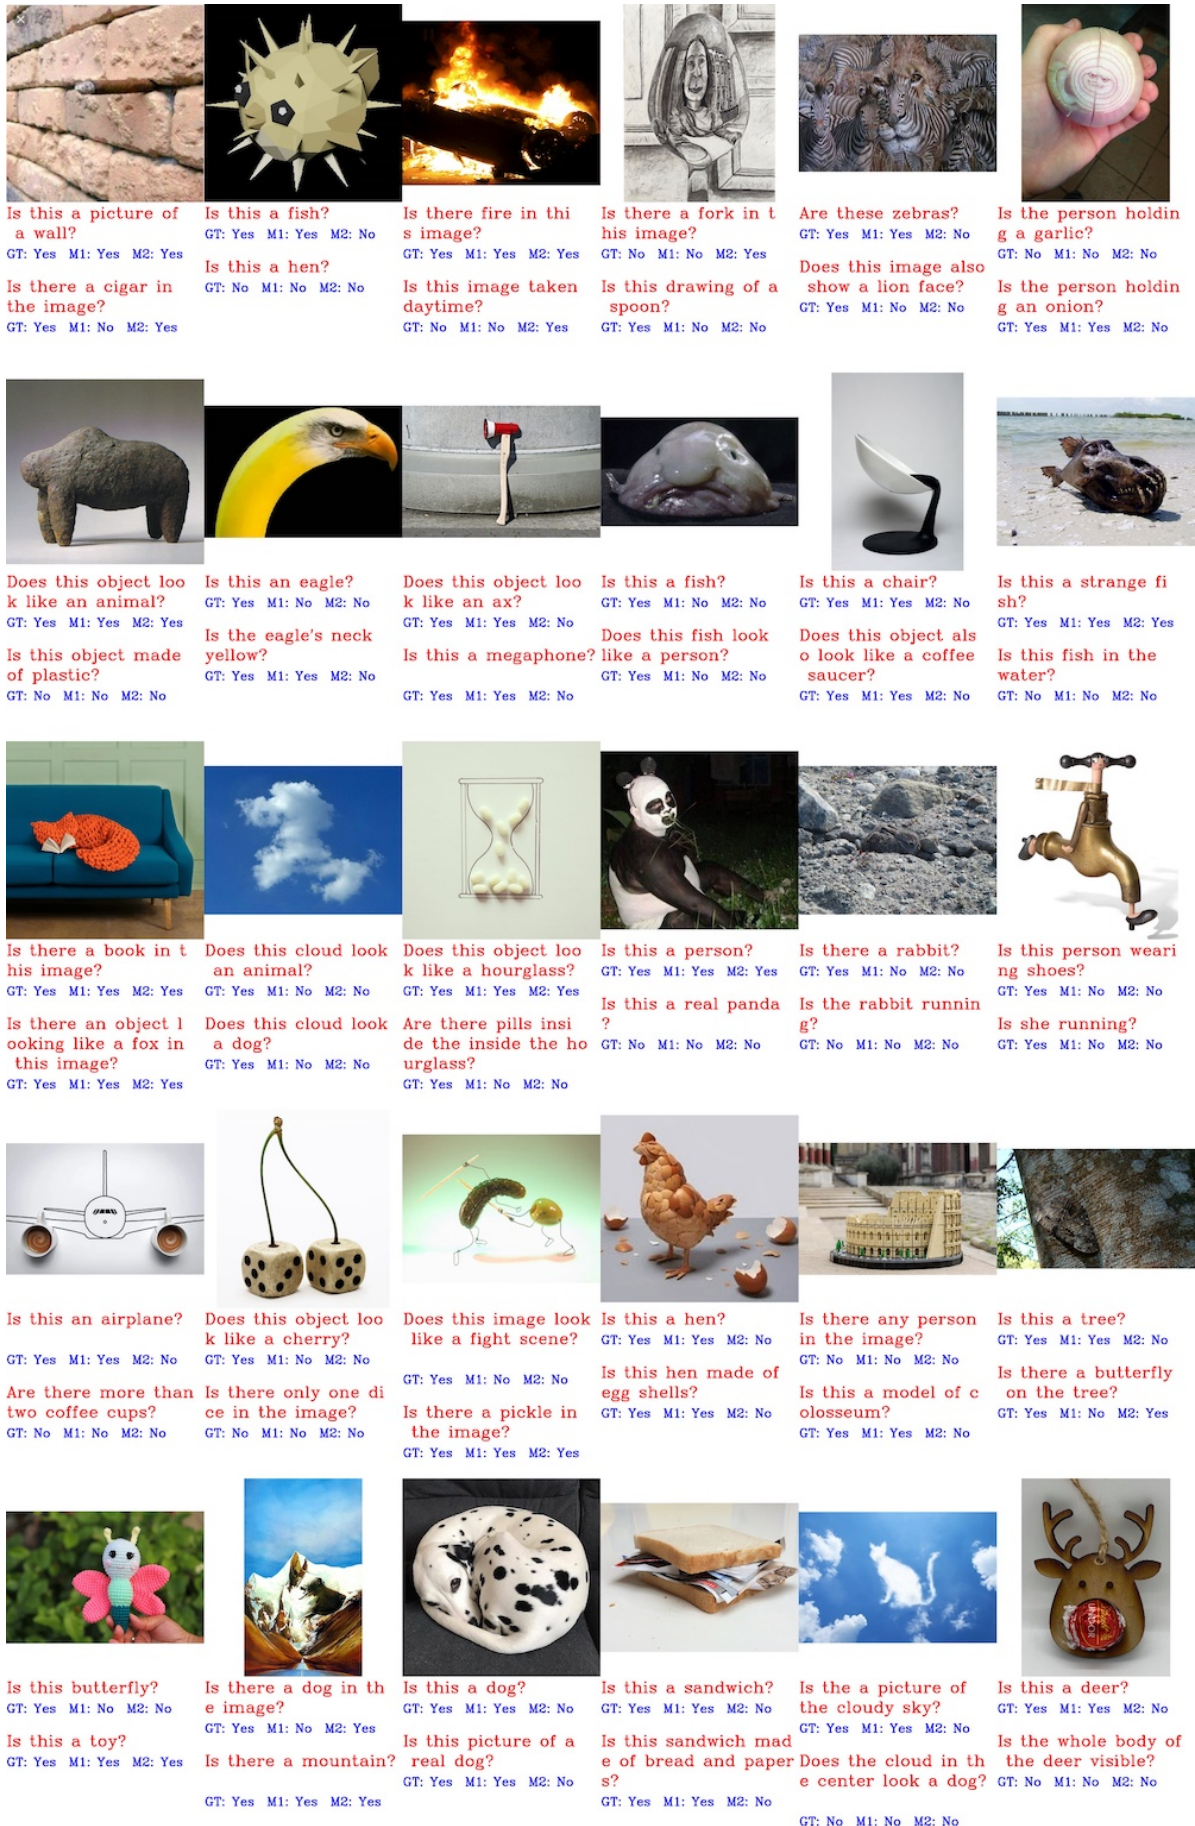 Is this a picture of
a wall?
GT: Yes M1: Yes M2: Yes
Is there a cigar in
the image?
GT: Yes M1: No M2: Yes
Is this a fish?
GT: Yes M1: Yes M2: No
Is this a hen?
GT: No M1: No M2: No
Is there fire in thi
s image?
GT: Yes M1: Yes M2: Yes
Is this image taken
daytime?
GT: No M1: No M2: Yes
Is there a fork in t
his image?
GT: No M1: No M2: Yes
Is this drawing of a
spoon?
GT: Yes M1: No M2: No
Are these zebras?
GT: Yes M1: Yes M2: No
Does this image also
show a lion face?
GT: Yes M1: No M2: No
Is the person holdin
g a garlic?
GT: No M1: No M2: No
Is the person holdin
g an onion?
GT: Yes M1: Yes M2: No
Does this object loo
k like an animal?
GT: Yes M1: Yes M2: Yes
Is this object made
of plastic?
GT: No M1: No M2: No
Is this an eagle?
GT: Yes M1: No M2: No
Is the eagle's neck
yellow?
GT: Yes M1: Yes M2: No
Does this object loo
k like an ax?
GT: Yes M1: Yes M2: No
Is this a megaphone?
GT: Yes M1: Yes M2: No
Is this a fish?
GT: Yes M1: No M2: No
Does this fish look
like a person?
GT: Yes M1: No M2: No
Is this a chair?
GT: Yes M1: Yes M2: No
Does this object als
o look like a coffee
saucer?
GT: Yes M1: Yes M2: No
Is this a strange fi
sh?
GT: Yes M1: Yes M2: Yes
Is this fish in the
water?
GT: No M1: No M2: No
Is there a book in t
his image?
GT: Yes M1: Yes M2: Yes
Is there an object l
ooking like a fox in
this image?
GT: Yes M1: Yes M2: Yes
Does this cloud look
an animal?
GT: Yes M1: No M2: No
Does this cloud look
a dog?
GT: Yes M1: No M2: No
Does this object loo
k like a hourglass?
GT: Yes M1: Yes M2: Yes
Are there pills insi
de the inside the ho
urglass?
GT: Yes M1: No M2: No
Is this a person?
GT: Yes M1: Yes M2: Yes
Is this a real panda
?
GT: No M1: No M2: No
Is there a rabbit?
GT: Yes M1: No M2: No
Is the rabbit runnin
g?
GT: No M1: No M2: No
Is this person weari
ng shoes?
GT: Yes M1: No M2: No
Is she running?
GT: Yes M1: No M2: No
Is this an airplane?
GT: Yes M1: Yes M2: No
Are there more than
two coffee cups?
GT: No M1: No M2: No
Does this object loo
k like a cherry?
GT: Yes M1: No M2: No
Is there only one di
ce in the image?
GT: No M1: No M2: No
Does this image look
like a fight scene?
GT: Yes M1: No M2: No
Is there a pickle in
the image?
GT: Yes M1: Yes M2: Yes
Is this a hen?
GT: Yes M1: Yes M2: No
Is this hen made of
egg shells?
GT: Yes M1: Yes M2: No
Is there any person
in the image?
GT: No M1: No M2: No
Is this a model of c
olosseum?
GT: Yes M1: Yes M2: No
Is this a tree?
GT: Yes M1: Yes M2: No
Is there a butterfly
on the tree?
GT: Yes M1: No M2: Yes
Is this butterfly?
GT: Yes M1: No M2: No
Is this a toy?
GT: Yes M1: Yes M2: Yes
Is there a dog in th
e image?
GT: Yes M1: No M2: Yes
Is there a mountain?
GT: Yes M1: Yes M2: Yes
Is this a dog?
GT: Yes M1: Yes M2: No
Is this picture of a
real dog?
GT: Yes M1: Yes M2: No
Is this a sandwich?
GT: Yes M1: Yes M2: No
Is this sandwich mad
e of bread and paper
s?
GT: Yes M1: Yes M2: No
Is the a picture of
the cloudy sky?
GT: Yes M1: Yes M2: No
Does the cloud in th
e center look a dog?
GT: No M1: No M2: No
LINDOR
Is this a deer?
GT: Yes M1: Yes M2: No
Is the whole body of
the deer visible?
GT: No M1: No M2: No